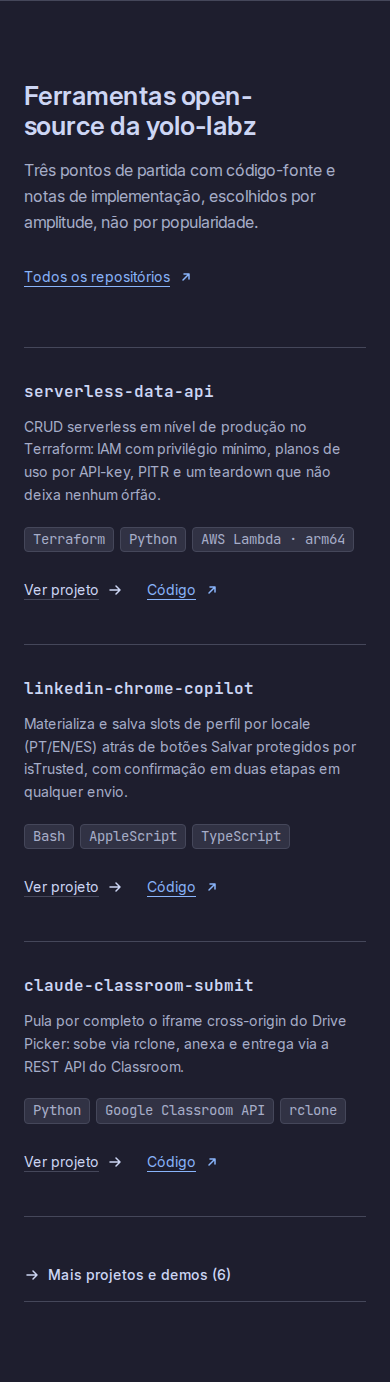 Ferramentas open-
source da yolo-labz
Três pontos de partida com código-fonte e
notas de implementação, escolhidos por
amplitude, não por popularidade.
Todos os repositórios ↗
serverless-data-api
CRUD serverless em nível de produção no
Terraform: IAM com privilégio mínimo, planos de
uso por API-key, PITR e um teardown que não
deixa nenhum órfão.
Terraform Python AWS Lambda · arm64
Ver projeto → Código ↗
linkedin-chrome-copilot
Materializa e salva slots de perfil por locale
(PT/EN/ES) atrás de botões Salvar protegidos por
isTrusted, com confirmação em duas etapas em
qualquer envio.
Bash AppleScript TypeScript
Ver projeto → Código ↗
claude-classroom-submit
Pula por completo o iframe cross-origin do Drive
Picker: sobe via rclone, anexa e entrega via a
REST API do Classroom.
Python Google Classroom API rclone
Ver projeto → Código ↗
→ Mais projetos e demos (6)